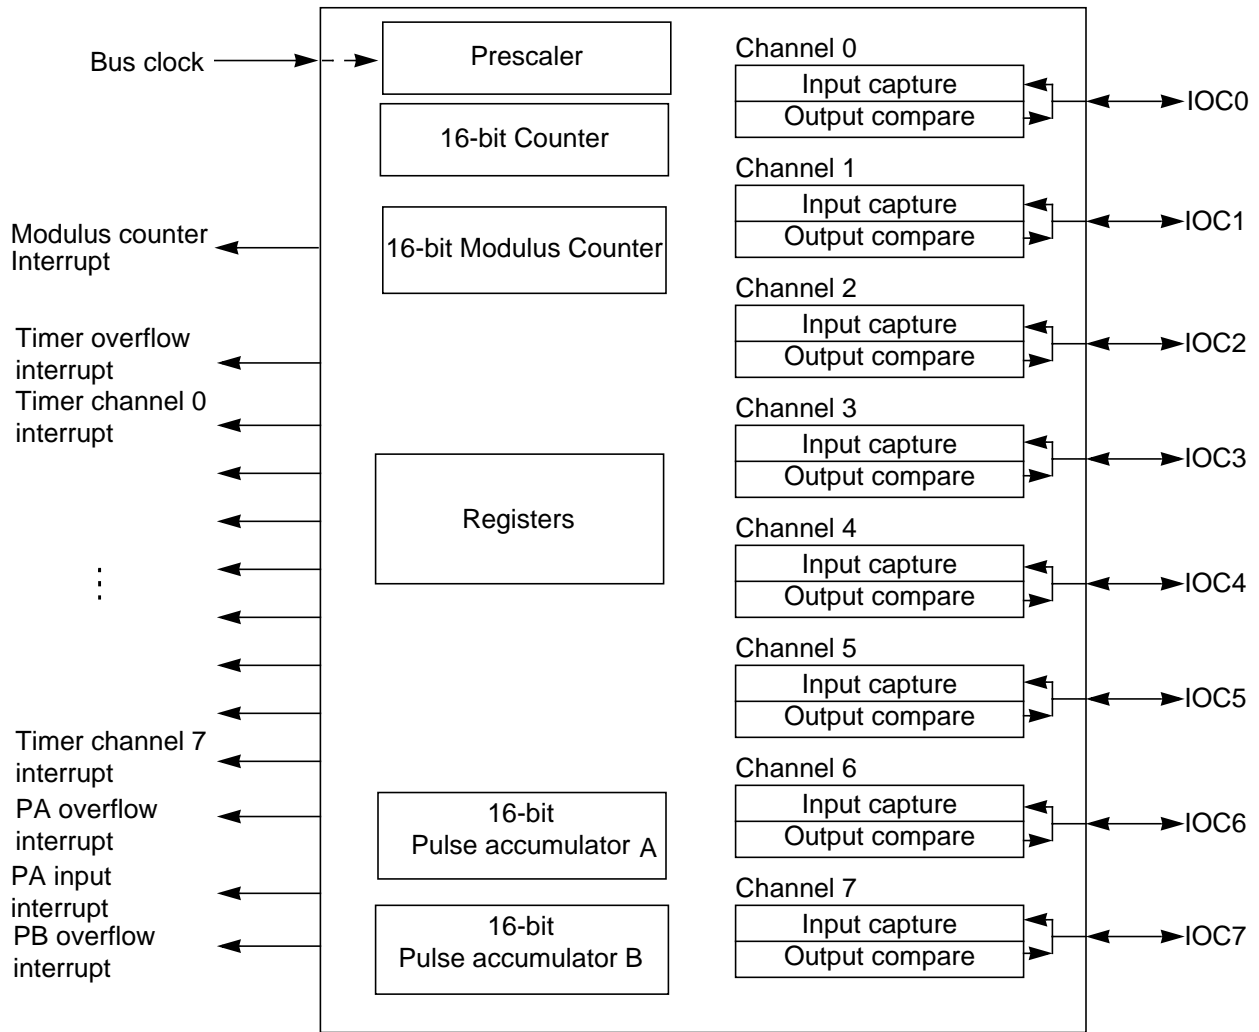 Bus clock
Modulus counter
Interrupt
Timer overflow
interrupt
Timer channel 0
interrupt
Timer channel 7
interrupt
PA overflow
interrupt
PA input
interrupt
PB overflow
interrupt
Prescaler
16-bit Counter
16-bit Modulus Counter
Registers
16-bit
Pulse accumulator A
16-bit
Pulse accumulator B
Channel 0
Input capture
Output compare
IOC0
Channel 1
Input capture
Output compare
IOC1
Channel 2
Input capture
Output compare
IOC2
Channel 3
Input capture
Output compare
IOC3
Channel 4
Input capture
Output compare
IOC4
Channel 5
Input capture
Output compare
IOC5
Channel 6
Input capture
Output compare
IOC6
Channel 7
Input capture
Output compare
IOC7